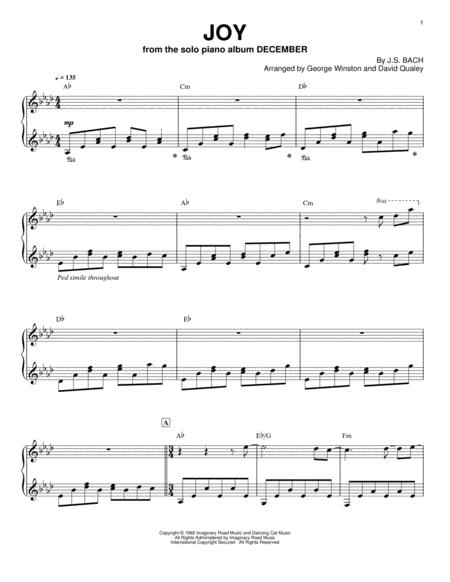 1
JOY
from the solo piano album DECEMBER
By J.S. BACH
Arranged by George Winston and David Qualey
♩ = 135
A♭ Cm D♭
mp
Ped. * Ped. * Ped.
E♭ A♭ Cm 8va
Ped simile throughout
D♭ E♭ A♭
A
A♭ E♭/G Fm
Copyright © 1982 Imaginary Road Music and Dancing Cat Music
All Rights Administered by Imaginary Road Music
International Copyright Secured All Rights Reserved